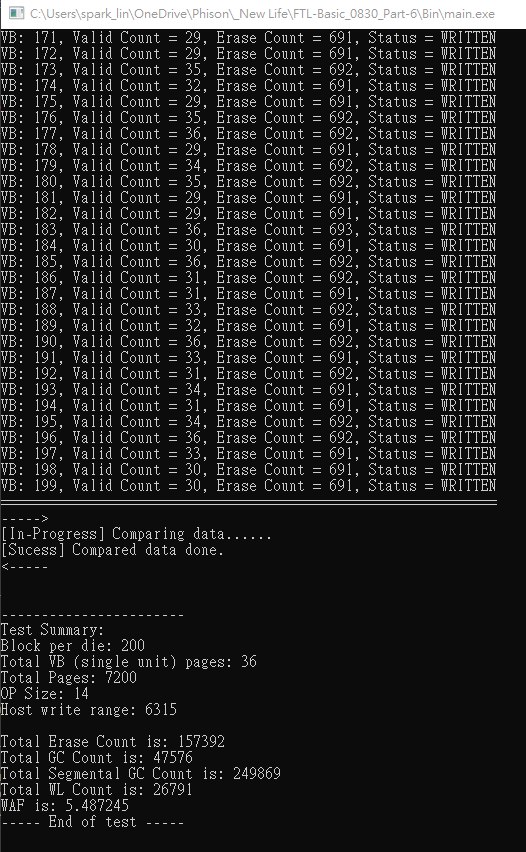 C:\Users\spark_lin\OneDrive\Phison\_New Life\FTL-Basic_0830_Part-6\Bin\main.exe
VB: 171, Valid Count = 29, Erase Count = 691, Status = WRITTEN
VB: 172, Valid Count = 29, Erase Count = 691, Status = WRITTEN
VB: 173, Valid Count = 35, Erase Count = 692, Status = WRITTEN
VB: 174, Valid Count = 32, Erase Count = 691, Status = WRITTEN
VB: 175, Valid Count = 29, Erase Count = 691, Status = WRITTEN
VB: 176, Valid Count = 35, Erase Count = 692, Status = WRITTEN
VB: 177, Valid Count = 36, Erase Count = 692, Status = WRITTEN
VB: 178, Valid Count = 29, Erase Count = 691, Status = WRITTEN
VB: 179, Valid Count = 34, Erase Count = 692, Status = WRITTEN
VB: 180, Valid Count = 35, Erase Count = 692, Status = WRITTEN
VB: 181, Valid Count = 29, Erase Count = 691, Status = WRITTEN
VB: 182, Valid Count = 29, Erase Count = 691, Status = WRITTEN
VB: 183, Valid Count = 36, Erase Count = 693, Status = WRITTEN
VB: 184, Valid Count = 30, Erase Count = 691, Status = WRITTEN
VB: 185, Valid Count = 36, Erase Count = 692, Status = WRITTEN
VB: 186, Valid Count = 31, Erase Count = 692, Status = WRITTEN
VB: 187, Valid Count = 31, Erase Count = 691, Status = WRITTEN
VB: 188, Valid Count = 33, Erase Count = 692, Status = WRITTEN
VB: 189, Valid Count = 32, Erase Count = 691, Status = WRITTEN
VB: 190, Valid Count = 36, Erase Count = 692, Status = WRITTEN
VB: 191, Valid Count = 33, Erase Count = 691, Status = WRITTEN
VB: 192, Valid Count = 31, Erase Count = 692, Status = WRITTEN
VB: 193, Valid Count = 34, Erase Count = 691, Status = WRITTEN
VB: 194, Valid Count = 31, Erase Count = 691, Status = WRITTEN
VB: 195, Valid Count = 34, Erase Count = 692, Status = WRITTEN
VB: 196, Valid Count = 36, Erase Count = 692, Status = WRITTEN
VB: 197, Valid Count = 33, Erase Count = 691, Status = WRITTEN
VB: 198, Valid Count = 30, Erase Count = 691, Status = WRITTEN
VB: 199, Valid Count = 30, Erase Count = 691, Status = WRITTEN
==============================================================
----->
[In-Progress] Comparing data......
[Sucess] Compared data done.
<-----
-----------------------
Test Summary:
Block per die: 200
Total VB (single unit) pages: 36
Total Pages: 7200
OP Size: 14
Host write range: 6315
Total Erase Count is: 157392
Total GC Count is: 47576
Total Segmental GC Count is: 249869
Total WL Count is: 26791
WAF is: 5.487245
----- End of test -----